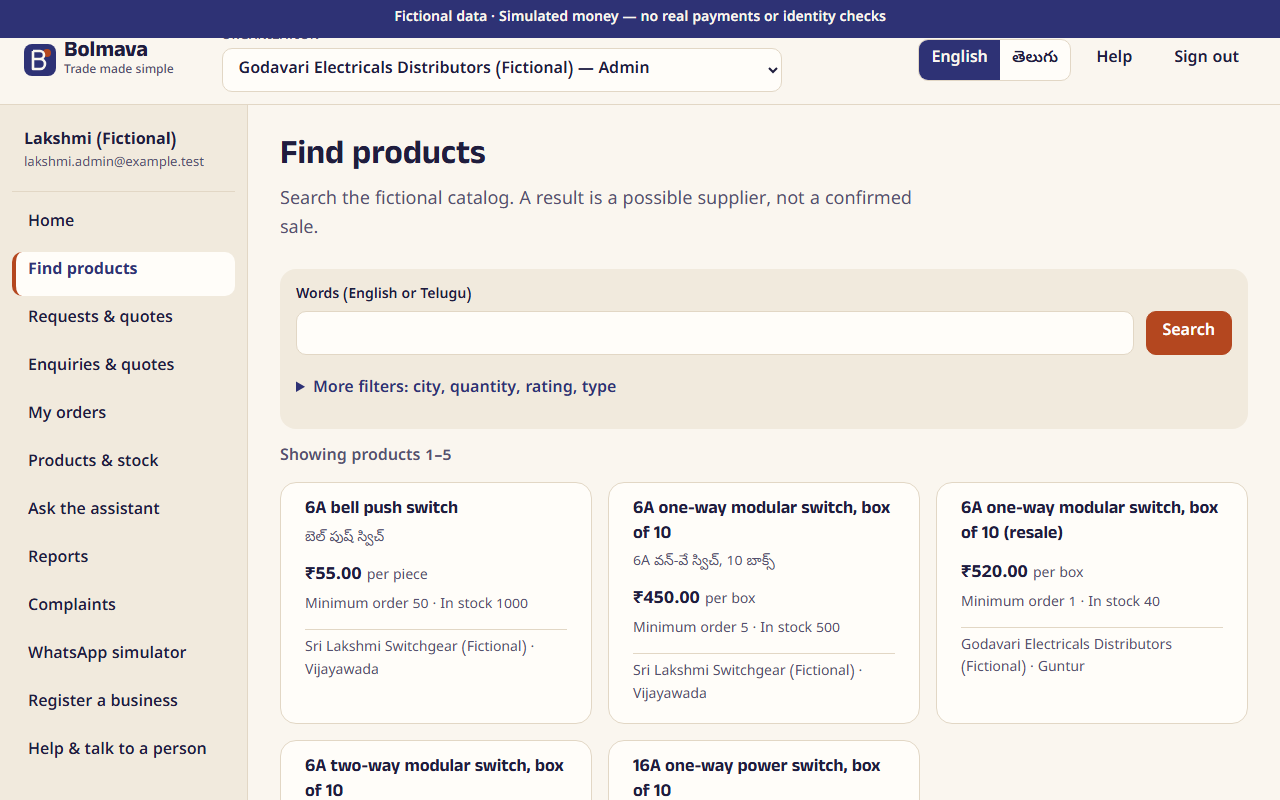 Fictional data · Simulated money — no real payments or identity checks
Bolmava
Trade made simple
Godavari Electricals Distributors (Fictional) — Admin
English
తెలుగు
Help
Sign out
Lakshmi (Fictional)
lakshmi.admin@example.test
Home
Find products
Requests & quotes
Enquiries & quotes
My orders
Products & stock
Ask the assistant
Reports
Complaints
WhatsApp simulator
Register a business
Help & talk to a person
Find products
Search the fictional catalog. A result is a possible supplier, not a confirmed
sale.
Words (English or Telugu)
Search
More filters: city, quantity, rating, type
Showing products 1–5
6A bell push switch
బెల్ పుష్ స్విచ్
₹55.00 per piece
Minimum order 50 · In stock 1000
Sri Lakshmi Switchgear (Fictional) ·
Vijayawada
6A one-way modular switch, box
of 10
6A వన్-వే స్విచ్, 10 బాక్స్
₹450.00 per box
Minimum order 5 · In stock 500
Sri Lakshmi Switchgear (Fictional) ·
Vijayawada
6A one-way modular switch, box
of 10 (resale)
₹520.00 per box
Minimum order 1 · In stock 40
Godavari Electricals Distributors
(Fictional) · Guntur
6A two-way modular switch, box
of 10
16A one-way power switch, box
of 10